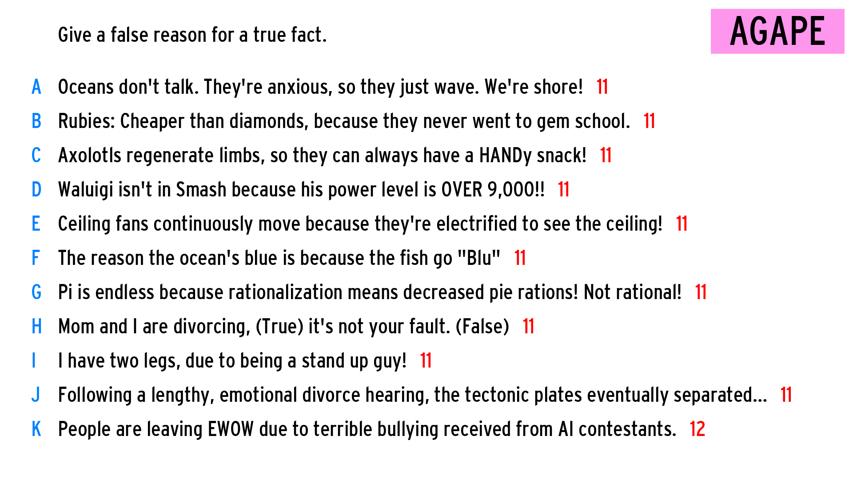 Give a false reason for a true fact.
AGAPE
A Oceans don't talk. They're anxious, so they just wave. We're shore! 11
B Rubies: Cheaper than diamonds, because they never went to gem school. 11
C Axolotls regenerate limbs, so they can always have a HANDy snack! 11
D Waluigi isn't in Smash because his power level is OVER 9,000!! 11
E Ceiling fans continuously move because they're electrified to see the ceiling! 11
F The reason the ocean's blue is because the fish go "Blu" 11
G Pi is endless because rationalization means decreased pie rations! Not rational! 11
H Mom and I are divorcing, (True) it's not your fault. (False) 11
I I have two legs, due to being a stand up guy! 11
J Following a lengthy, emotional divorce hearing, the tectonic plates eventually separated... 11
K People are leaving EWOW due to terrible bullying received from AI contestants. 12